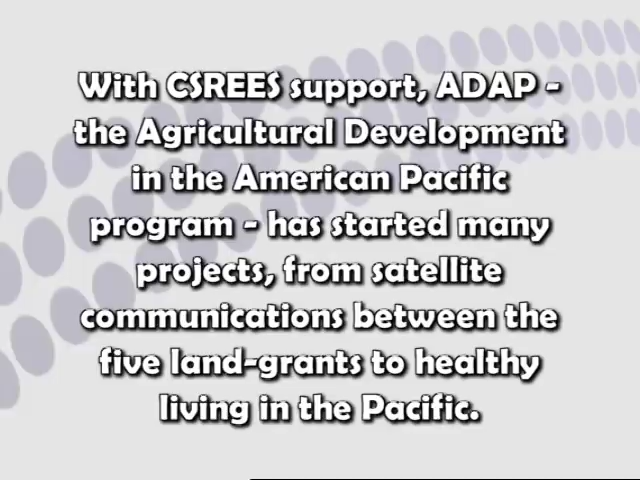 With CSREES support, ADAP -
the Agricultural Development
in the American Pacific
program - has started many
projects, from satellite
communications between the
five land-grants to healthy
living in the Pacific.